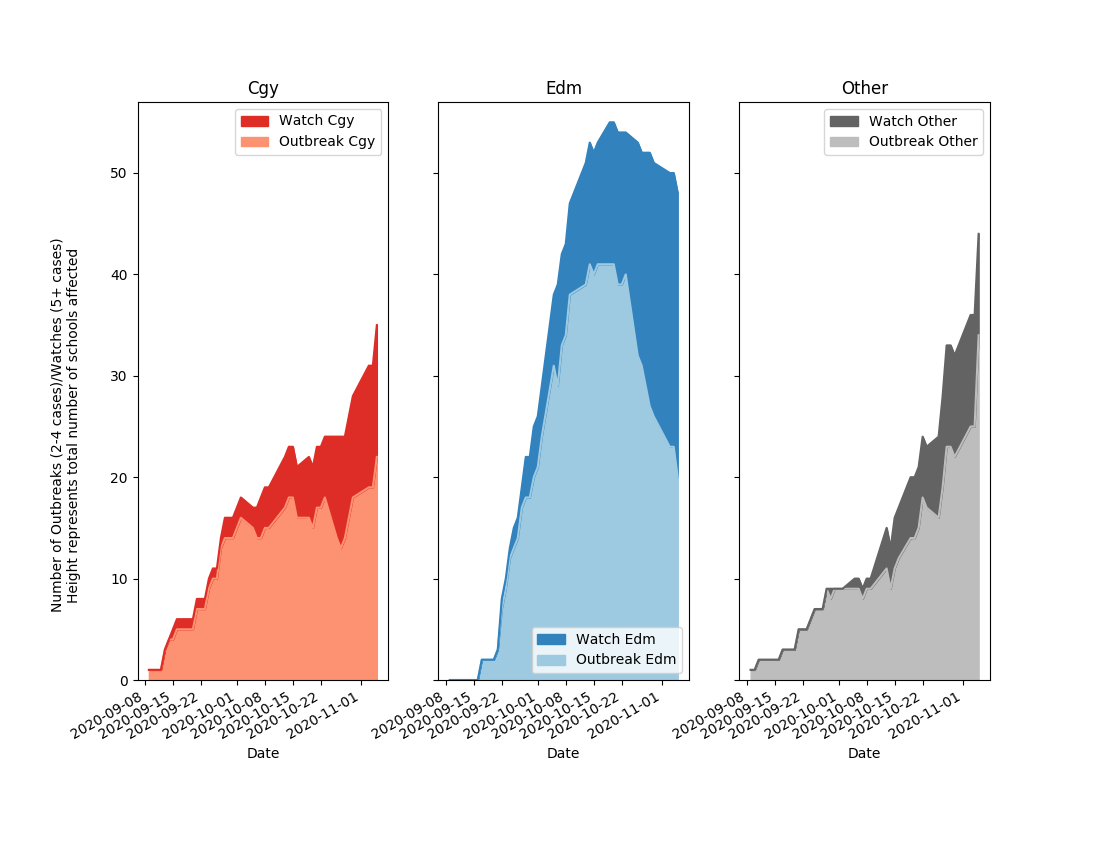 Cgy
Edm
Other
Watch Cgy
Outbreak Cgy
Watch Edm
Outbreak Edm
Watch Other
Outbreak Other
Number of Outbreaks (2-4 cases)/Watches (5+ cases)
Height represents total number of schools affected
50
40
30
20
10
0
2020-09-08
2020-09-15
2020-09-22
2020-10-01
2020-10-08
2020-10-15
2020-10-22
2020-11-01
2020-09-08
2020-09-15
2020-09-22
2020-10-01
2020-10-08
2020-10-15
2020-10-22
2020-11-01
2020-09-08
2020-09-15
2020-09-22
2020-10-01
2020-10-08
2020-10-15
2020-10-22
2020-11-01
Date
Date
Date